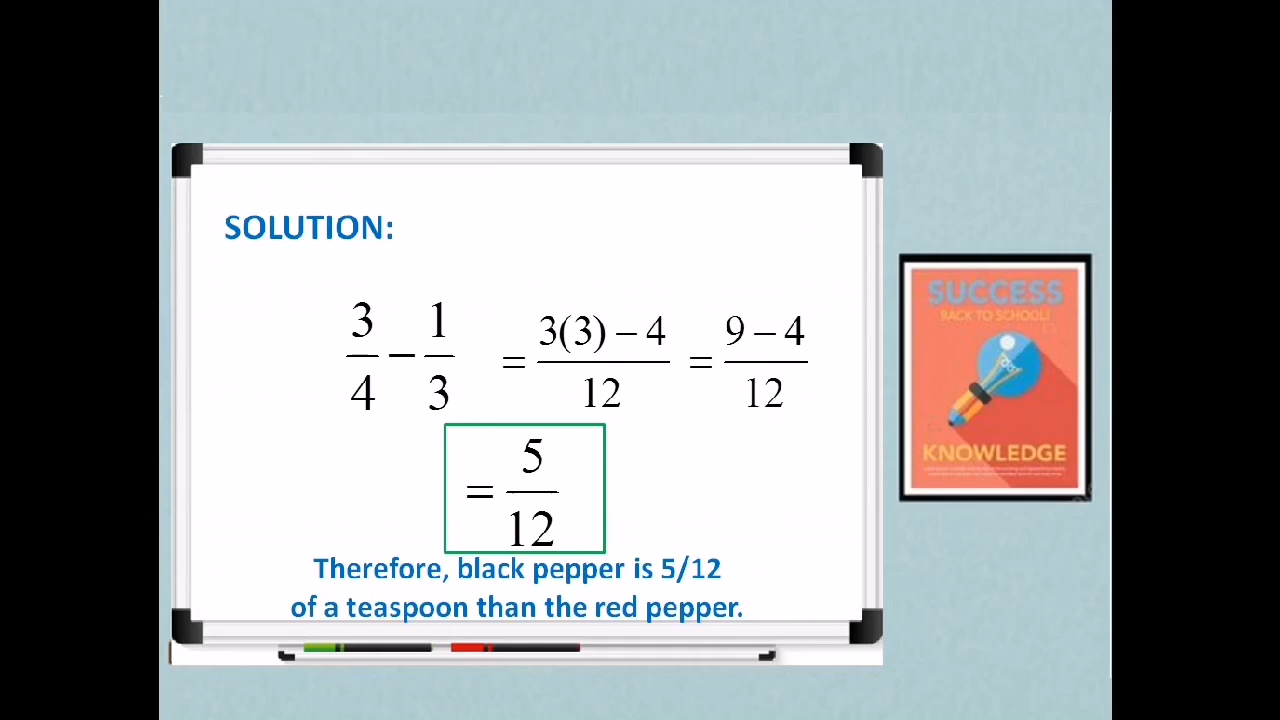 SOLUTION:
3/4 − 1/3 = 3(3) − 4/12 = 9 − 4/12
= 5/12
Therefore, black pepper is 5/12
of a teaspoon than the red pepper.
SUCCESS
BACK TO SCHOOL!
KNOWLEDGE